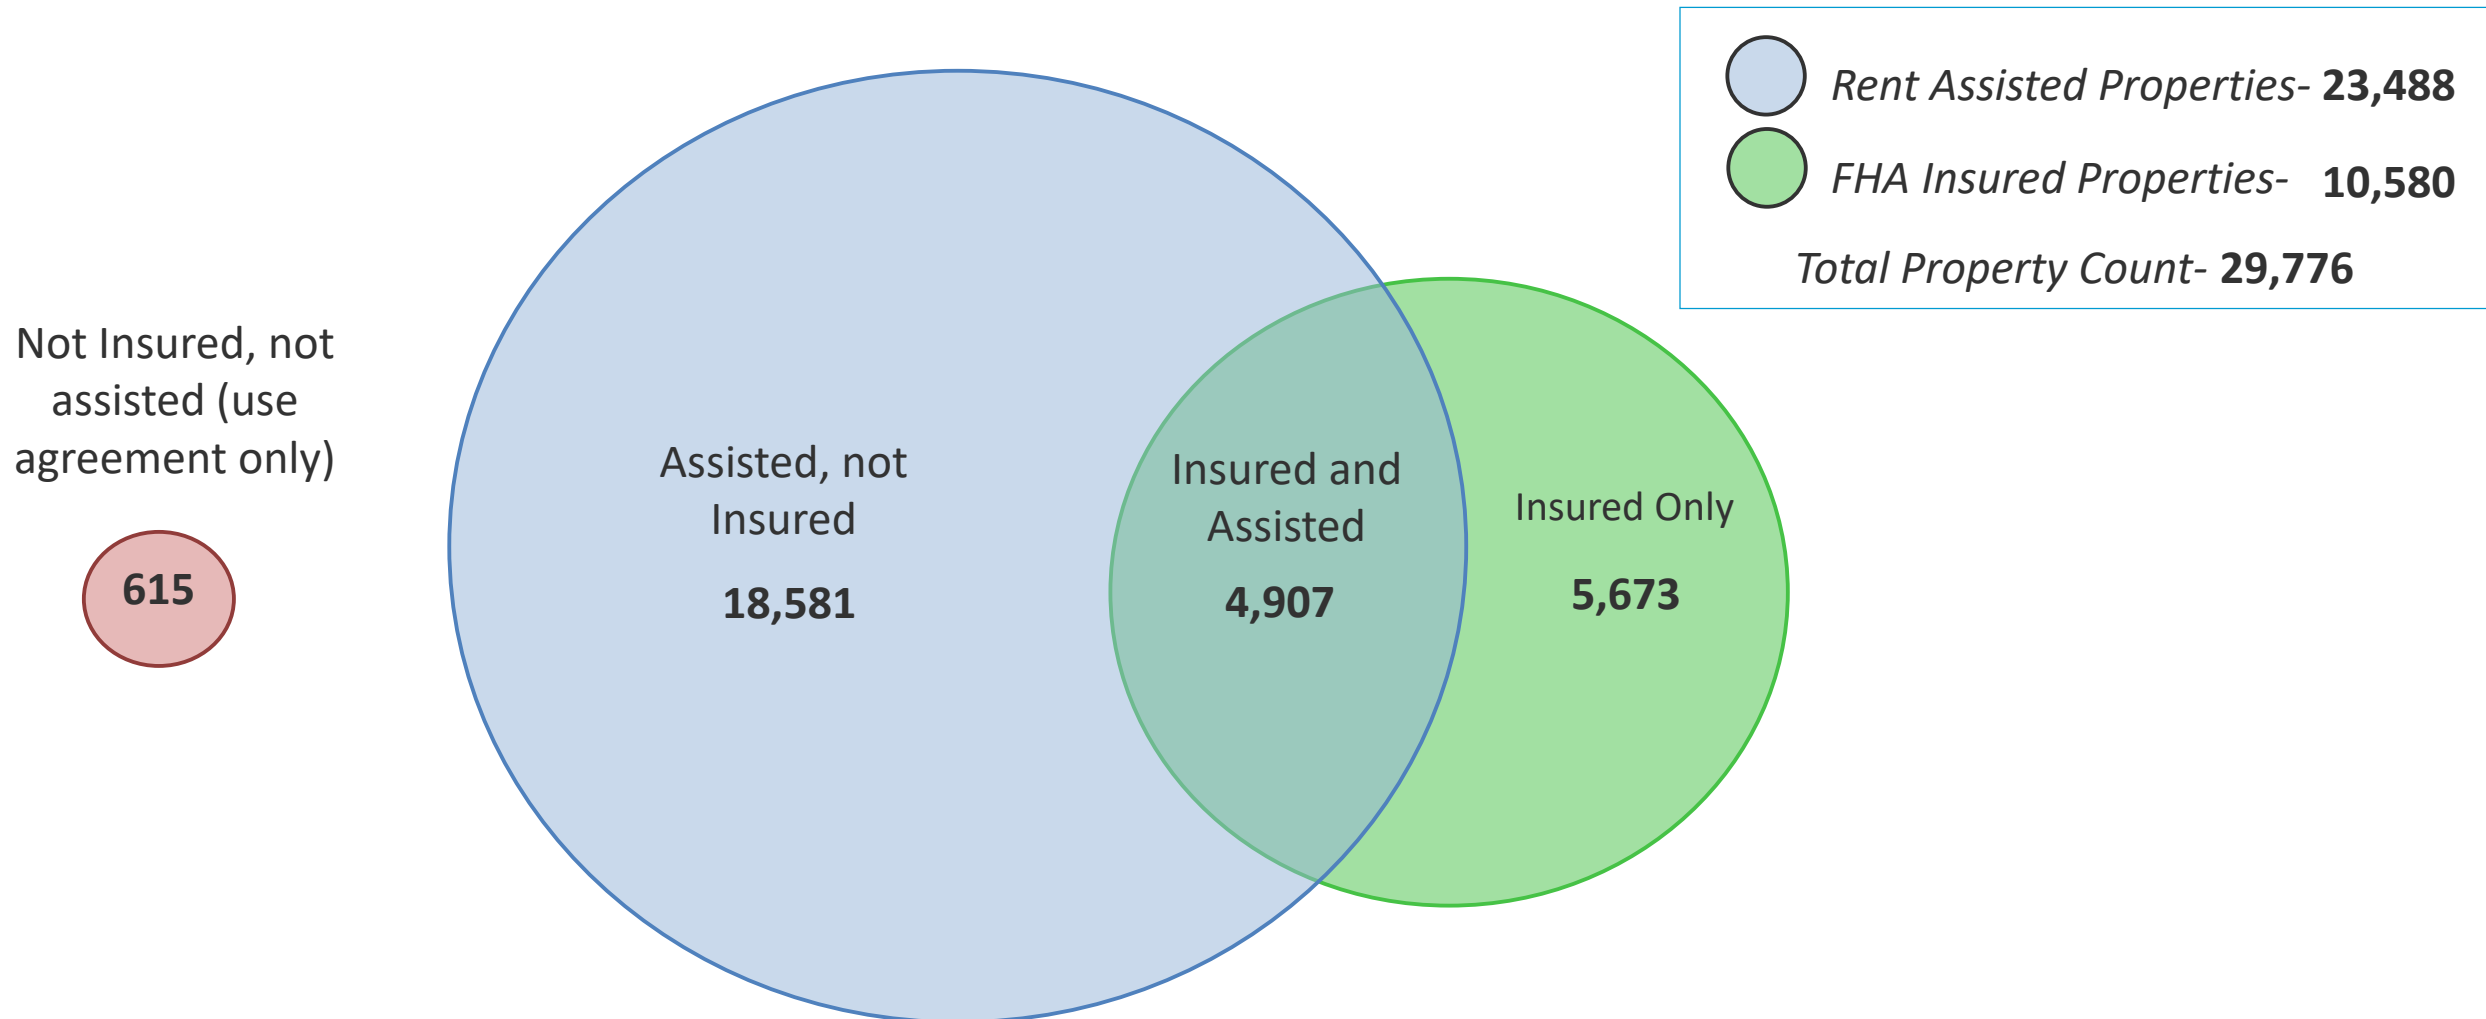 Rent Assisted Properties- 23,488
FHA Insured Properties- 10,580
Total Property Count- 29,776
Not Insured, not
assisted (use
agreement only)
615
Assisted, not
Insured
18,581
Insured and
Assisted
4,907
Insured Only
5,673